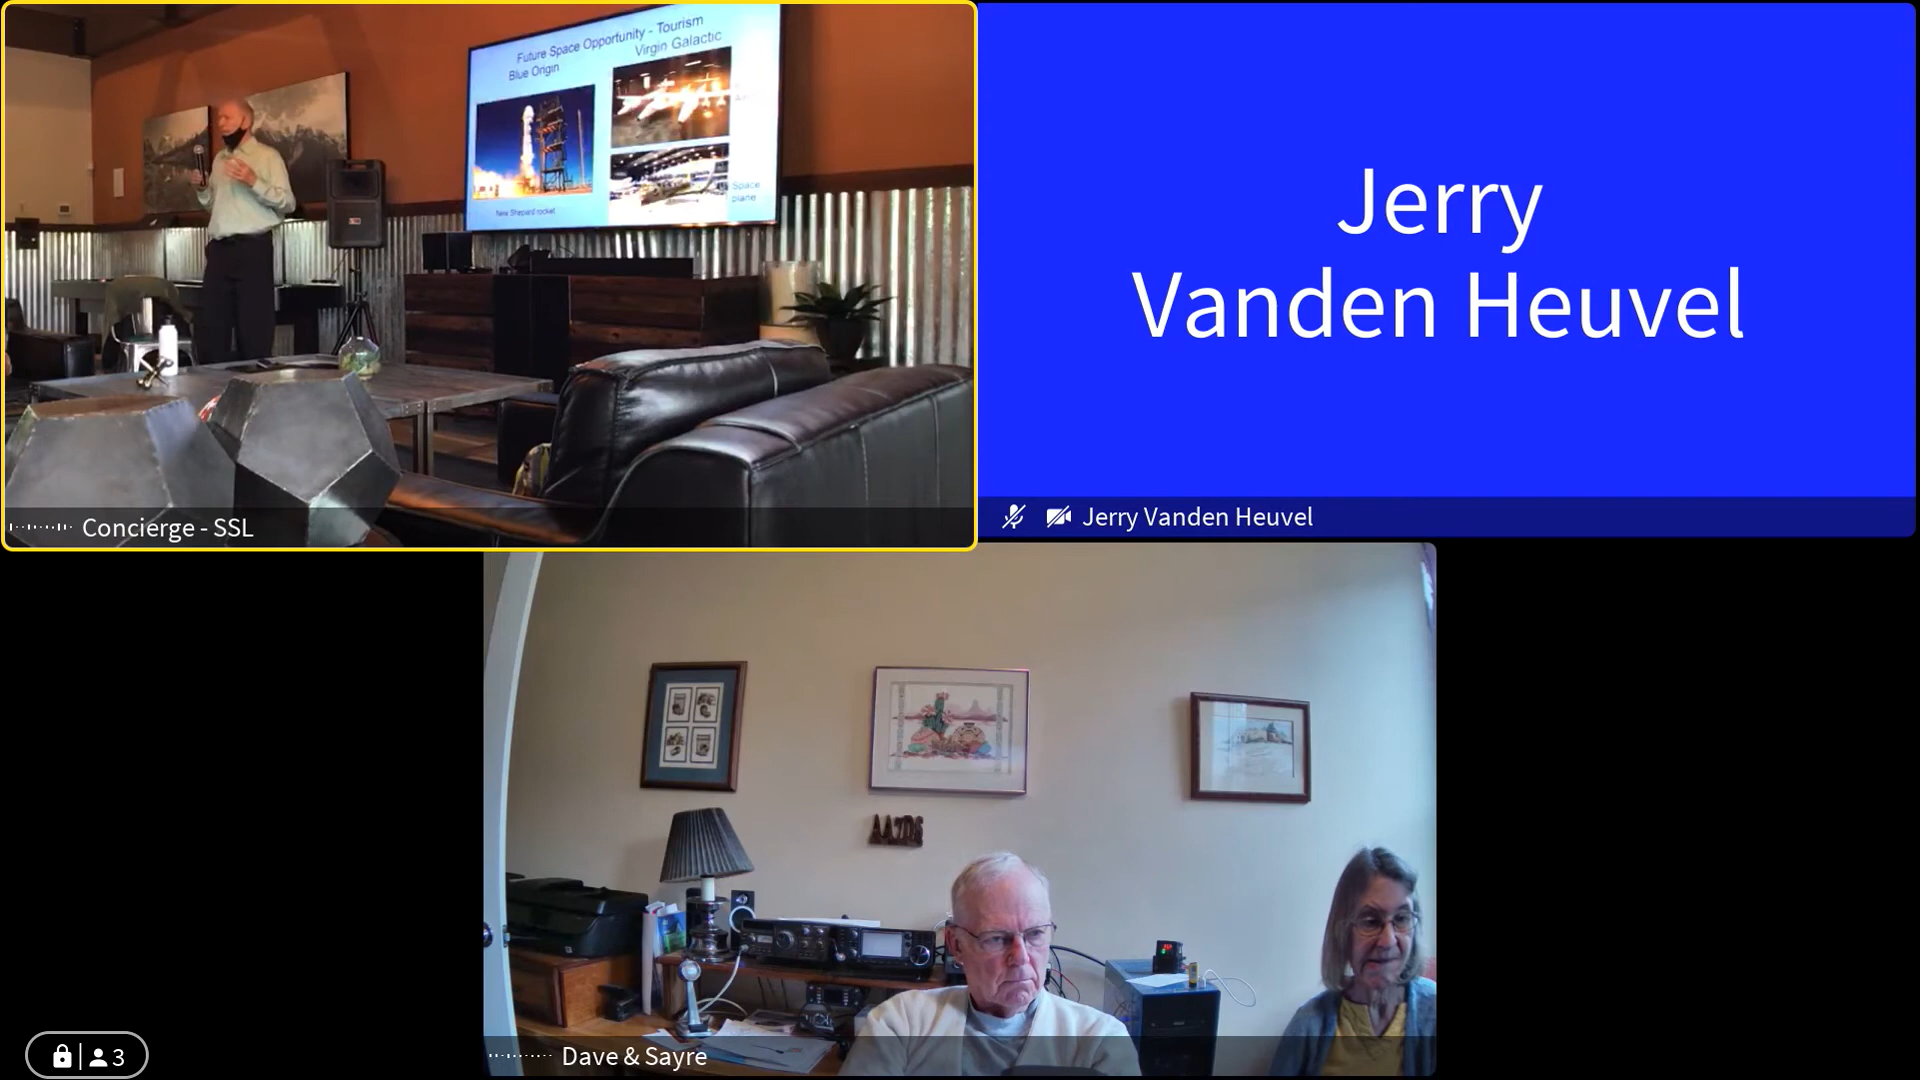 Future Space Opportunity - Tourism
Blue Origin
Virgin Galactic
New Shepard rocket
Space
plane
Concierge - SSL
Jerry
Vanden Heuvel
Jerry Vanden Heuvel
AA7DS
Dave & Sayre
3